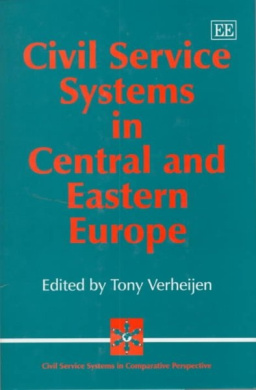 EE
Civil Service
Systems
in
Central and
Eastern
Europe
Edited by Tony Verheijen
Civil Service Systems in Comparative Perspective